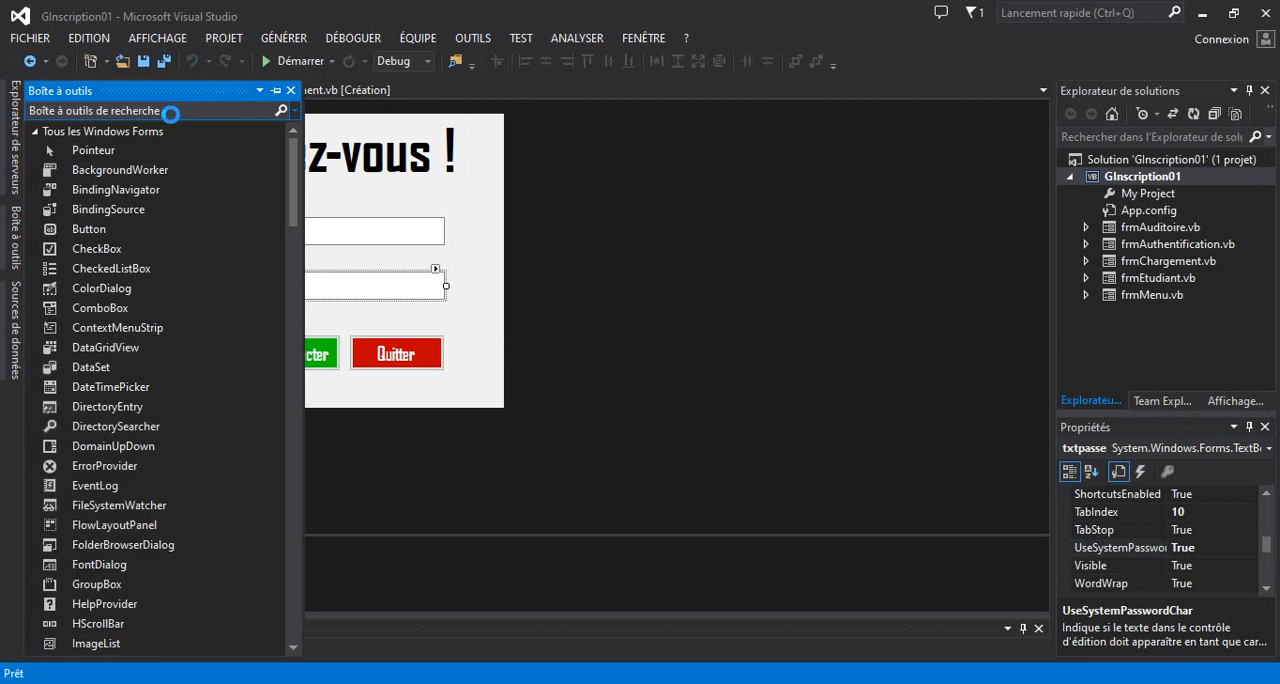 GInscription01 - Microsoft Visual Studio
1
Lancement rapide (Ctrl+Q)
FICHIER EDITION AFFICHAGE PROJET GÉNÉRER DÉBOGUER ÉQUIPE OUTILS TEST ANALYSER FENÊTRE ?
Connexion
Démarrer Debug
Explorateur de serveurs
Boîte à outils
Sources de données
Boîte à outils
Boîte à outils de recherche
Tous les Windows Forms
Pointeur
BackgroundWorker
BindingNavigator
BindingSource
Button
CheckBox
CheckedListBox
ColorDialog
ComboBox
ContextMenuStrip
DataGridView
DataSet
DateTimePicker
DirectoryEntry
DirectorySearcher
DomainUpDown
ErrorProvider
EventLog
FileSystemWatcher
FlowLayoutPanel
FolderBrowserDialog
FontDialog
GroupBox
HelpProvider
HScrollBar
ImageList
ent.vb [Création]
z-vous !
cter
Quitter
Explorateur de solutions
Rechercher dans l'Explorateur de solu
Solution 'GInscription01' (1 projet)
GInscription01
My Project
App.config
frmAuditoire.vb
frmAuthentification.vb
frmChargement.vb
frmEtudiant.vb
frmMenu.vb
Explorateu... Team Expl... Affichage...
Propriétés
txtpasse System.Windows.Forms.TextB
ShortcutsEnabled True
TabIndex 10
TabStop True
UseSystemPasswo True
Visible True
WordWrap True
UseSystemPasswordChar
Indique si le texte dans le contrôle
d'édition doit apparaître en tant que car...
Prêt